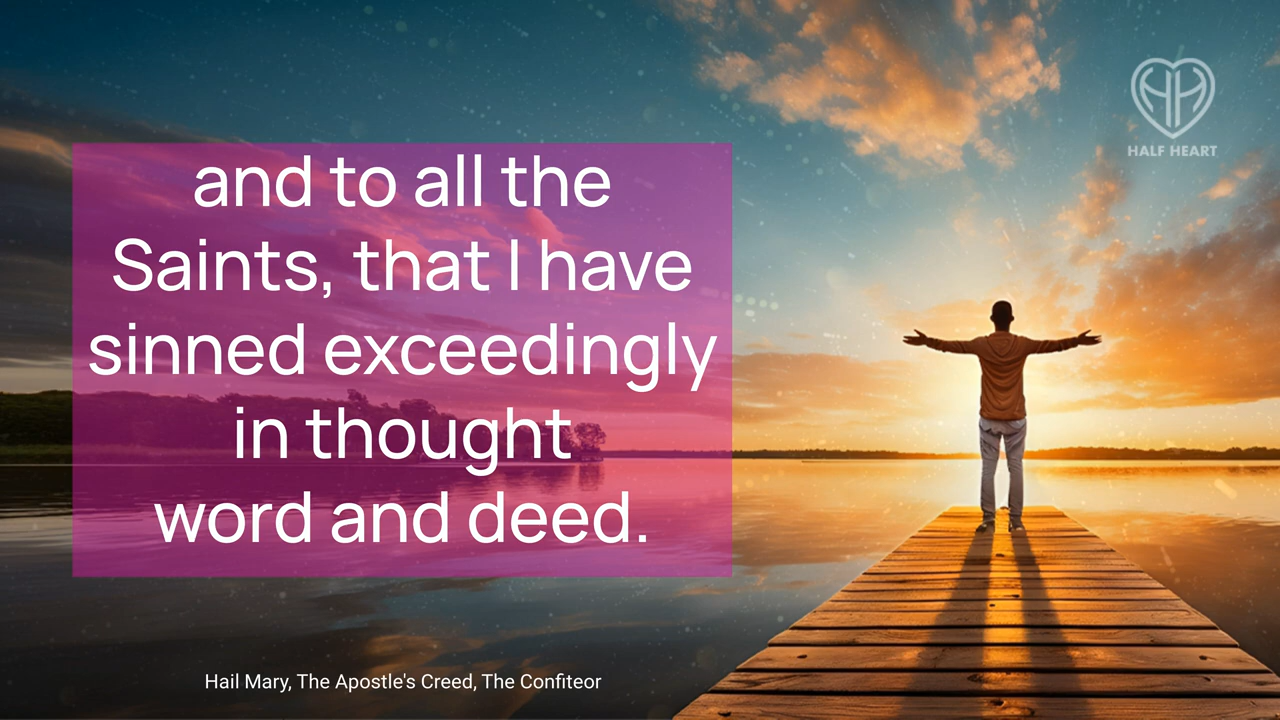 and to all the
Saints, that I have
sinned exceedingly
in thought
word and deed.
HALF HEART
Hail Mary, The Apostle's Creed, The Confiteor